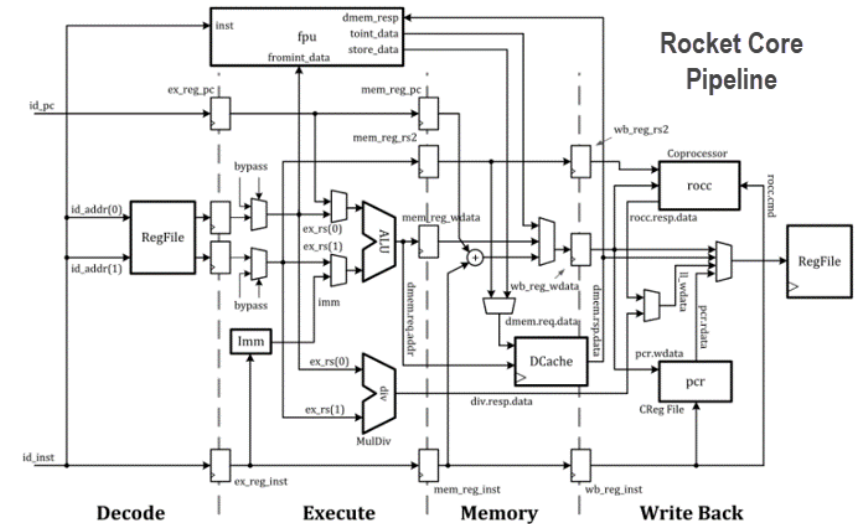 Rocket Core
Pipeline
inst
fpu
dmem_resp
toint_data
store_data
fromint_data
id_pc
ex_reg_pc
mem_reg_pc
mem_reg_rs2
wb_reg_rs2
Coprocessor
rocc
rocc.cmd
rocc.resp.data
bypass
id_addr(0)
RegFile
id_addr(1)
bypass
ex_rs(0)
ex_rs(1)
imm
ALU
mem_reg_wdata
+
wb_reg_wdata
dmem.req.addr
dmem.req.data
dmem.rsp.data
ll_wdata
pcr.rdata
RegFile
Imm
ex_rs(0)
ex_rs(1)
div
MulDiv
div.resp.data
DCache
pcr.wdata
pcr
CReg File
id_inst
ex_reg_inst
mem_reg_inst
wb_reg_inst
Decode
Execute
Memory
Write Back